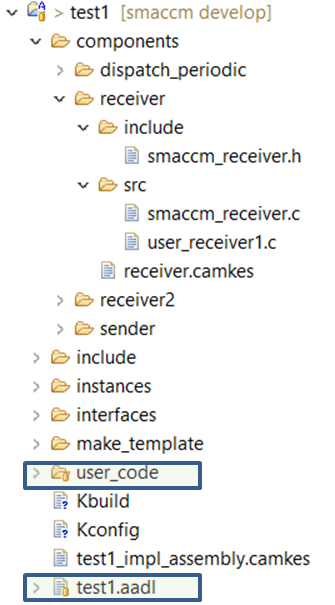 > test1 [smaccm develop]
components
dispatch_periodic
receiver
include
smaccm_receiver.h
src
smaccm_receiver.c
user_receiver1.c
receiver.camkes
receiver2
sender
include
instances
interfaces
make_template
user_code
Kbuild
Kconfig
test1_impl_assembly.camkes
test1.aadl